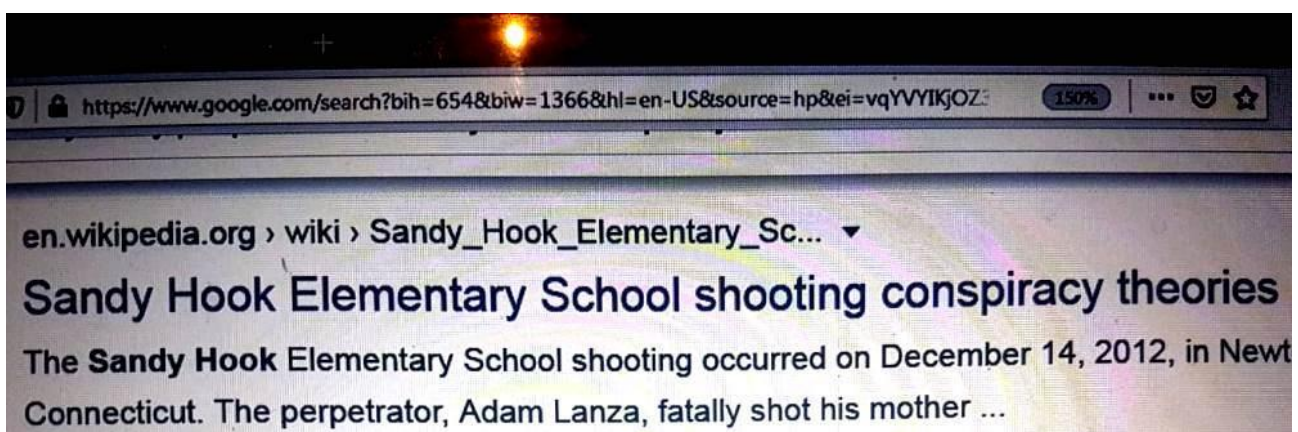 https://www.google.com/search?bih=654&biw=1366&hl=en-US&source=hp&ei=vqYVYIKjOZ
150%
en.wikipedia.org › wiki › Sandy_Hook_Elementary_Sc...
Sandy Hook Elementary School shooting conspiracy theories
The Sandy Hook Elementary School shooting occurred on December 14, 2012, in Newt
Connecticut. The perpetrator, Adam Lanza, fatally shot his mother ...